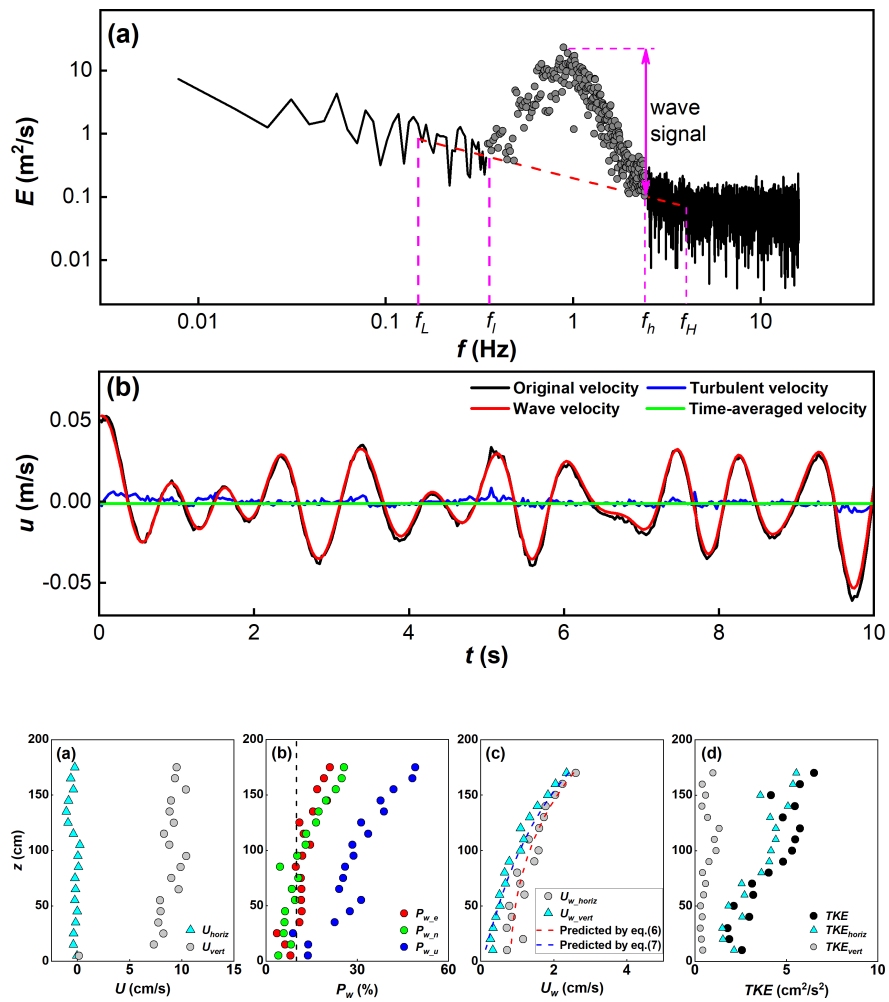 (a)
10
1
0.1
0.01
E (m²/s)
wave
signal
0.01
0.1
1
10
f_L
f_l
f_h
f_H
f (Hz)
(b)
Original velocity
Turbulent velocity
Wave velocity
Time-averaged velocity
0.05
0.00
-0.05
u (m/s)
0
2
4
6
8
10
t (s)
200
150
100
50
0
z (cm)
(a)
U_horiz
U_vert
0
5
10
15
U (cm/s)
200
150
100
50
0
(b)
P_w_e
P_w_n
P_w_u
0
30
60
P_w (%)
200
150
100
50
0
(c)
U_w_horiz
U_w_vert
Predicted by eq.(6)
Predicted by eq.(7)
0
2
4
U_w (cm/s)
200
150
100
50
0
(d)
TKE
TKE_horiz
TKE_vert
0
5
10
TKE (cm²/s²)